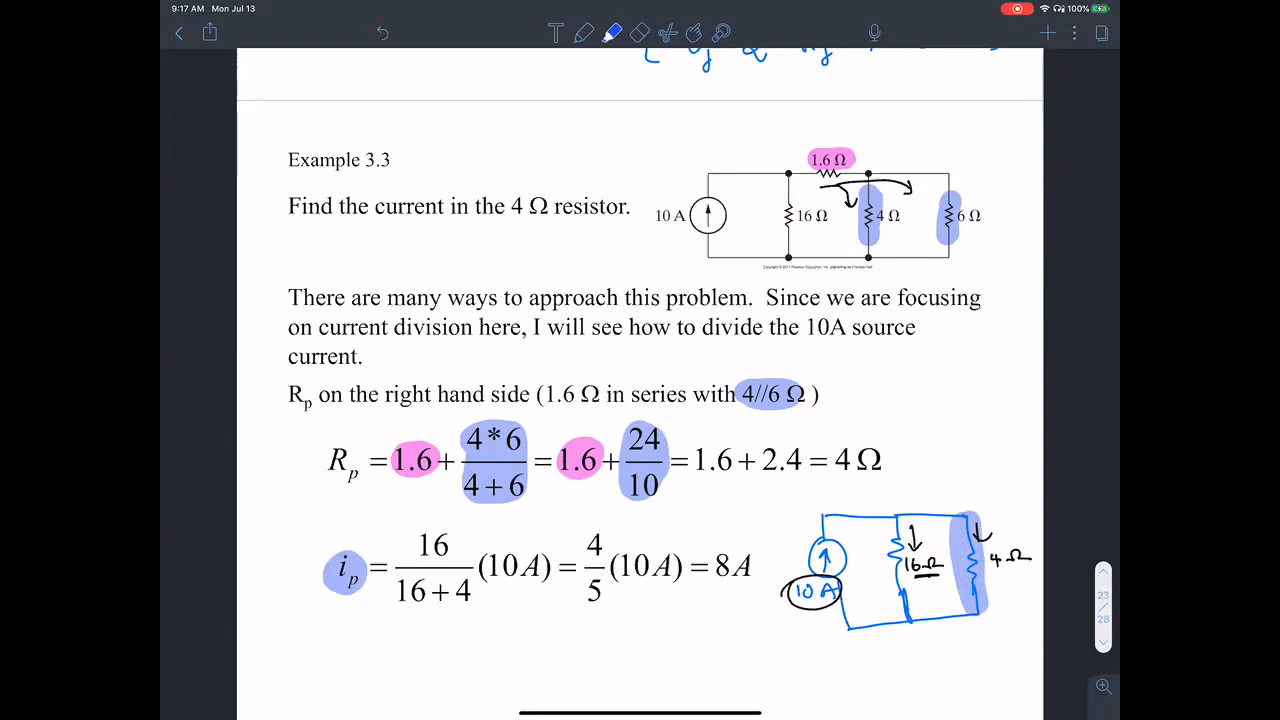 9:17 AM Mon Jul 13
100%
Example 3.3
Find the current in the 4 Ω resistor.
1.6 Ω
10 A
16 Ω
4 Ω
6 Ω
There are many ways to approach this problem. Since we are focusing
on current division here, I will see how to divide the 10A source
current.
Rp on the right hand side (1.6 Ω in series with 4//6 Ω )
Rp = 1.6 + 4*6 / 4+6 = 1.6 + 24 / 10 = 1.6 + 2.4 = 4 Ω
ip = 16 / 16+4 (10A) = 4 / 5 (10A) = 8A
10 A
16Ω
4 Ω
23
/
28